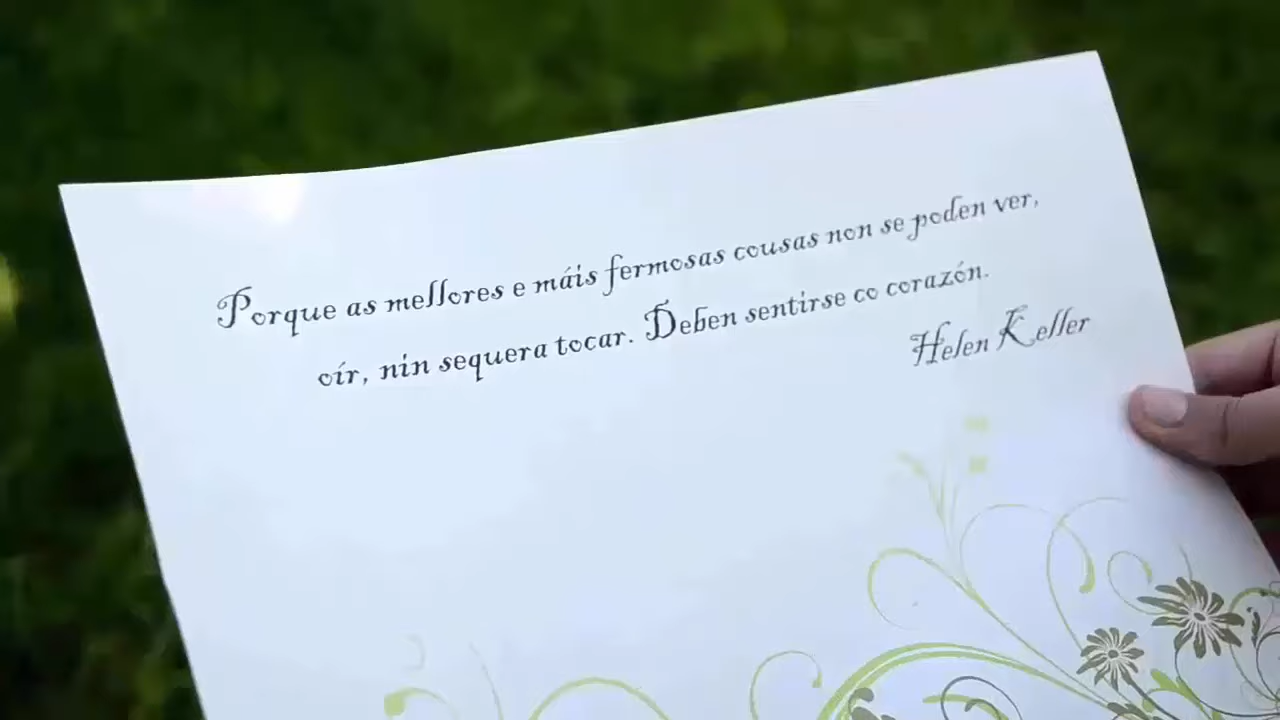 Porque as mellores e máis fermosas cousas non se poden ver,
oír, nin sequera tocar. Deben sentirse co corazón.
Helen Keller